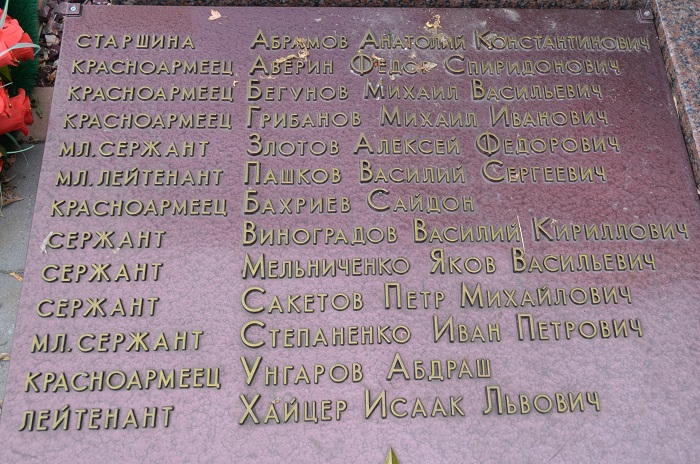 СТАРШИНА АБРАМОВ АНАТОЛИЙ КОНСТАНТИНОВИЧ
КРАСНОАРМЕЕЦ АВЕРИН ФЕДОР СПИРИДОНОВИЧ
КРАСНОАРМЕЕЦ БЕГУНОВ МИХАИЛ ВАСИЛЬЕВИЧ
КРАСНОАРМЕЕЦ ГРИБАНОВ МИХАИЛ ИВАНОВИЧ
МЛ. СЕРЖАНТ ЗЛОТОВ АЛЕКСЕЙ ФЕДОРОВИЧ
МЛ. ЛЕЙТЕНАНТ ПАШКОВ ВАСИЛИЙ СЕРГЕЕВИЧ
КРАСНОАРМЕЕЦ БАХРИЕВ САЙДОН
СЕРЖАНТ ВИНОГРАДОВ ВАСИЛИЙ КИРИЛЛОВИЧ
СЕРЖАНТ МЕЛЬНИЧЕНКО ЯКОВ ВАСИЛЬЕВИЧ
СЕРЖАНТ САКЕТОВ ПЕТР МИХАЙЛОВИЧ
МЛ. СЕРЖАНТ СТЕПАНЕНКО ИВАН ПЕТРОВИЧ
КРАСНОАРМЕЕЦ УНГАРОВ АБДРАШ
ЛЕЙТЕНАНТ ХАЙЦЕР ИСААК ЛЬВОВИЧ